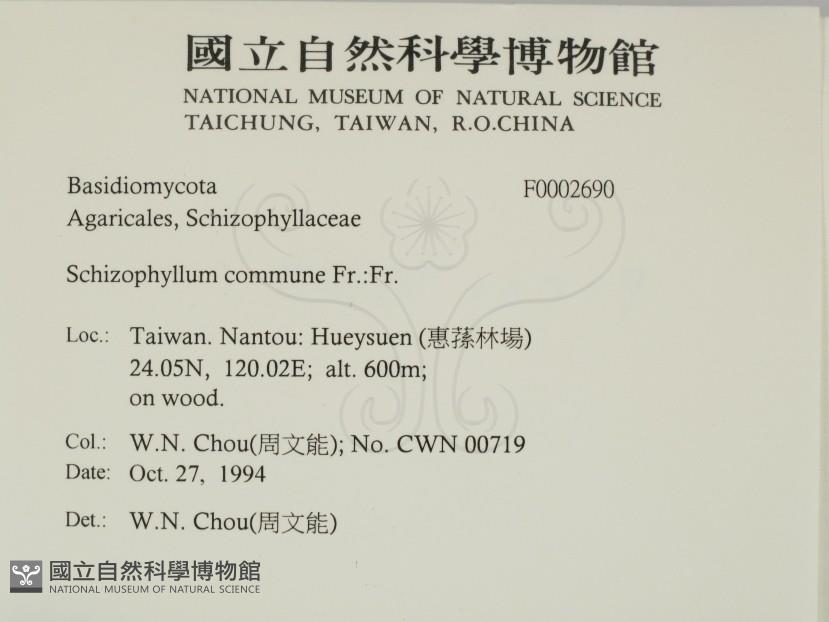 國立自然科學博物館
NATIONAL MUSEUM OF NATURAL SCIENCE
TAICHUNG, TAIWAN, R.O.CHINA
Basidiomycota F0002690
Agaricales, Schizophyllaceae
Schizophyllum commune Fr.:Fr.
Loc.: Taiwan. Nantou: Hueysuen (惠蓀林場)
24.05N, 120.02E; alt. 600m;
on wood.
Col.: W.N. Chou(周文能); No. CWN 00719
Date: Oct. 27, 1994
Det.: W.N. Chou(周文能)
國立自然科學博物館
NATIONAL MUSEUM OF NATURAL SCIENCE